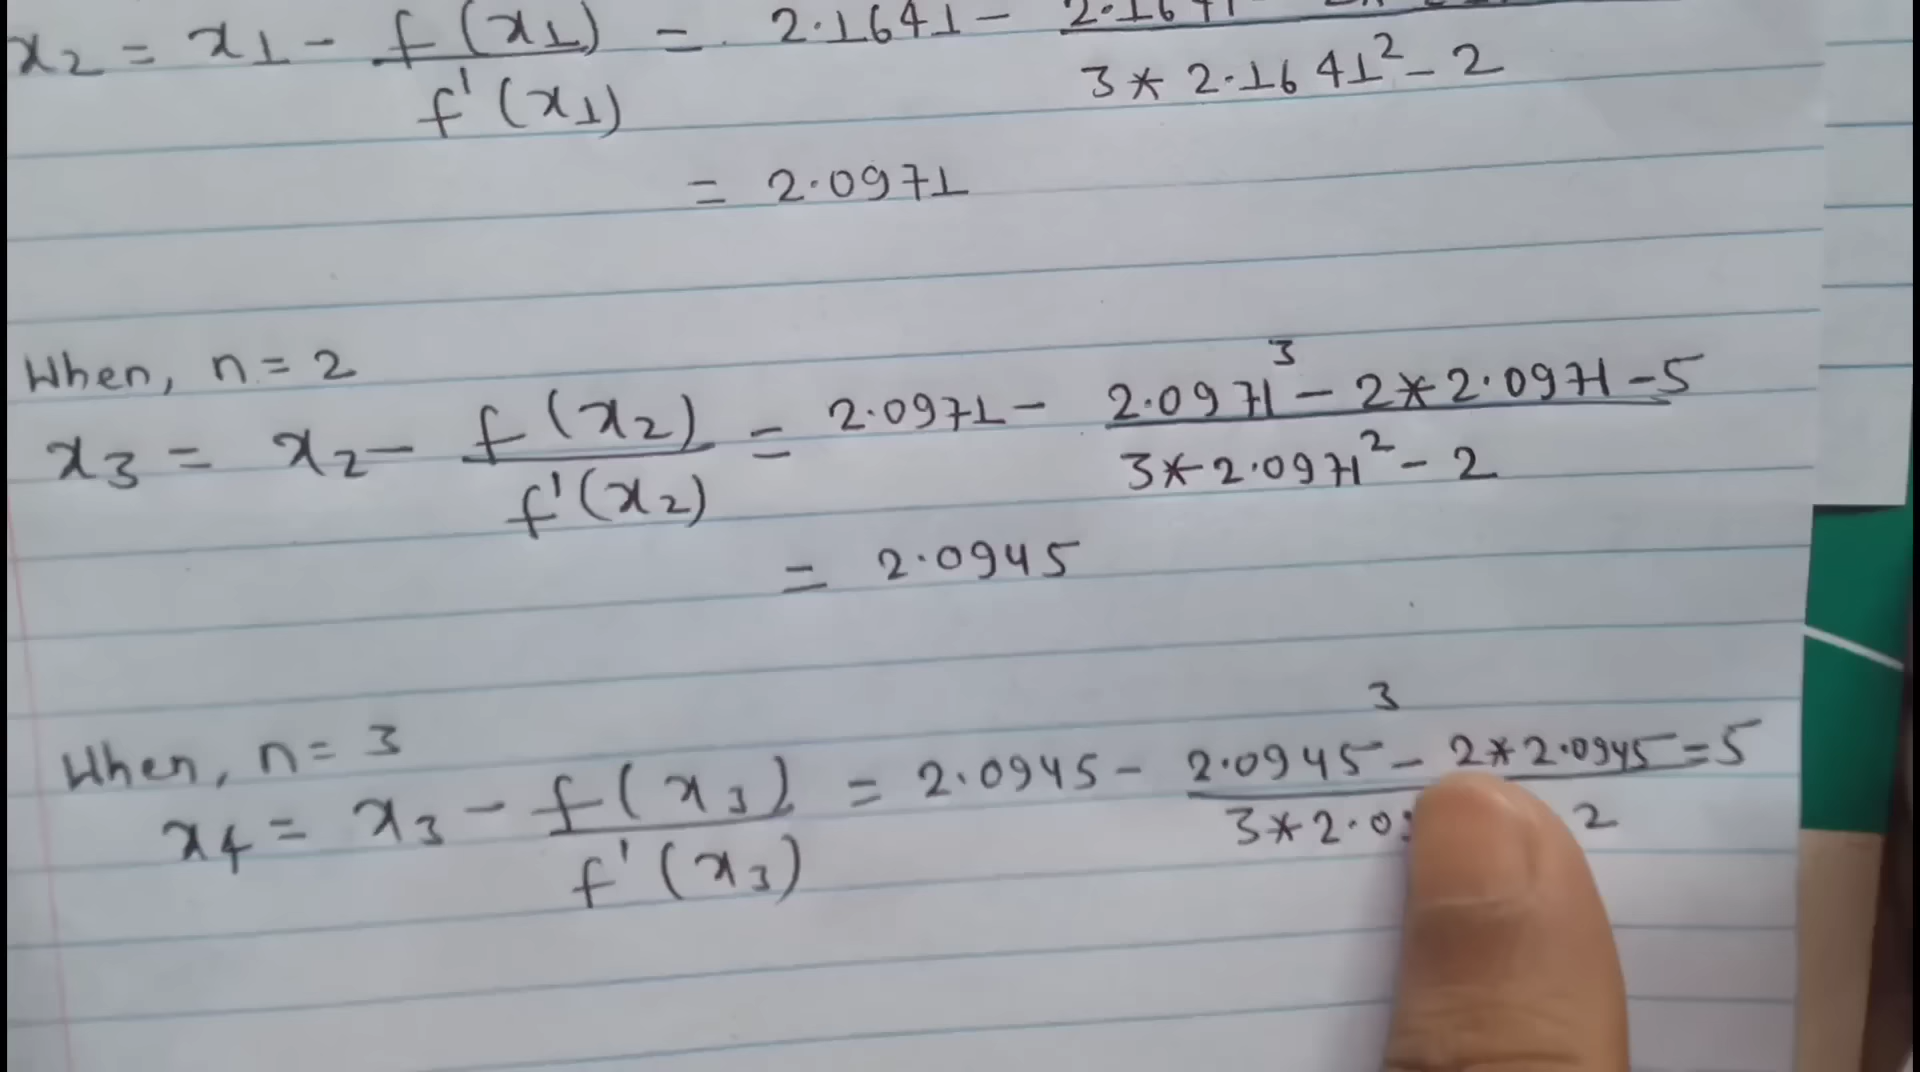 x2 = x1 - f(x1) = 2.1641 -
f'(x1) 3*2.1641² - 2
= 2.0971
When, n = 2
x3 = x2 - f(x2) = 2.0971 - 2.0971³ - 2*2.0971 - 5
f'(x2) 3*2.0971² - 2
= 2.0945
When, n = 3
x4 = x3 - f(x3) = 2.0945 - 2.0945³ - 2*2.0945 = 5
f'(x3) 3*2.0 2